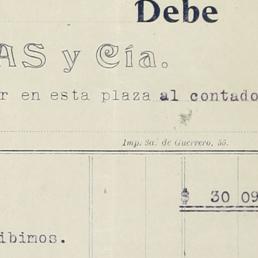 Debe
AS y Cía.
r en esta plaza al contado
Imp. Sa. de Guerrero, 55.
$ 30 09
ibimos.